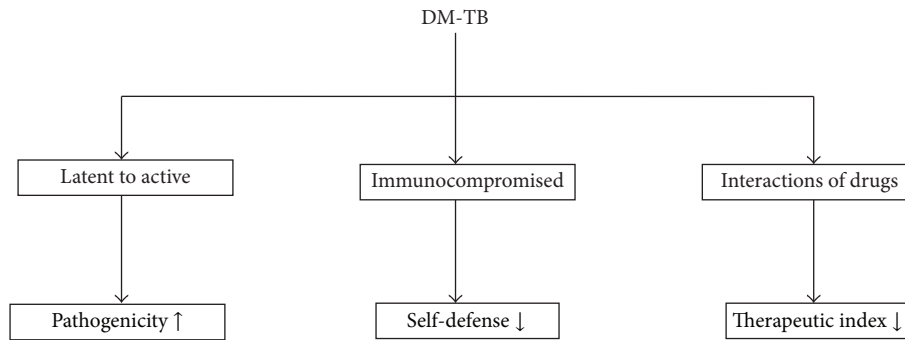 DM-TB
Latent to active
Immunocompromised
Interactions of drugs
Pathogenicity ↑
Self-defense ↓
Therapeutic index ↓